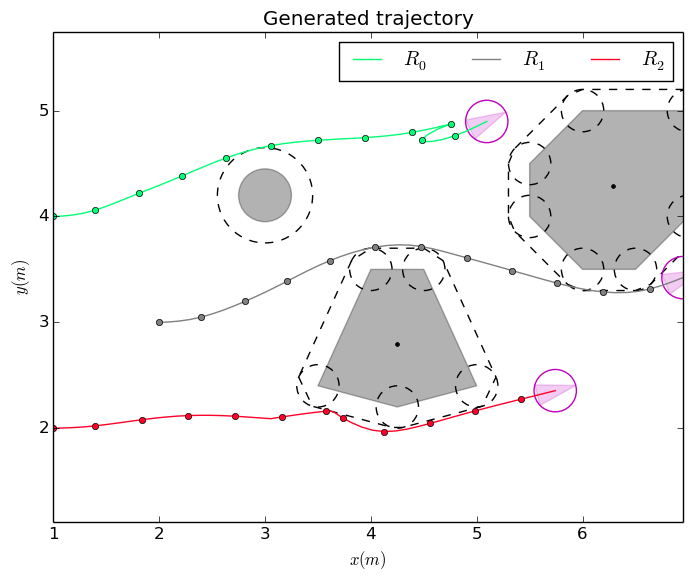 Generated trajectory
R₀ R₁ R₂
5
4
3
2
y(m)
1 2 3 4 5 6
x(m)